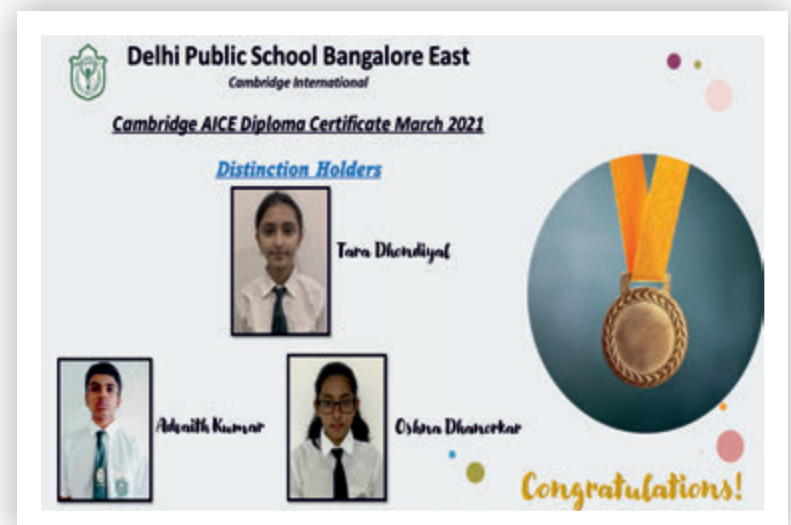 Delhi Public School Bangalore East
Cambridge International
Cambridge AICE Diploma Certificate March 2021
Distinction Holders
Tara Dhondiyal
Advaith Kumar
Oshna Dhanorkar
Congratulations!